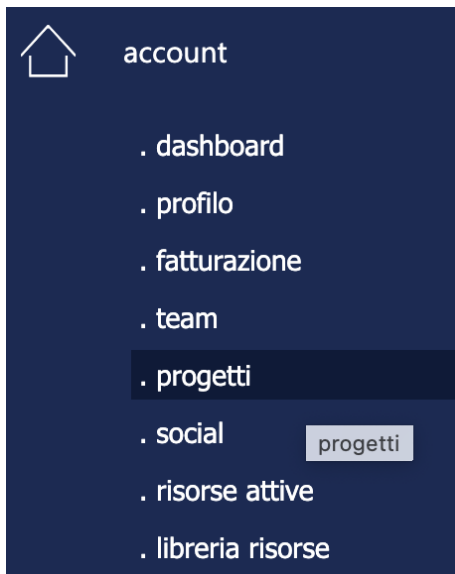 account
. dashboard
. profilo
. fatturazione
. team
. progetti
. social
progetti
. risorse attive
. libreria risorse